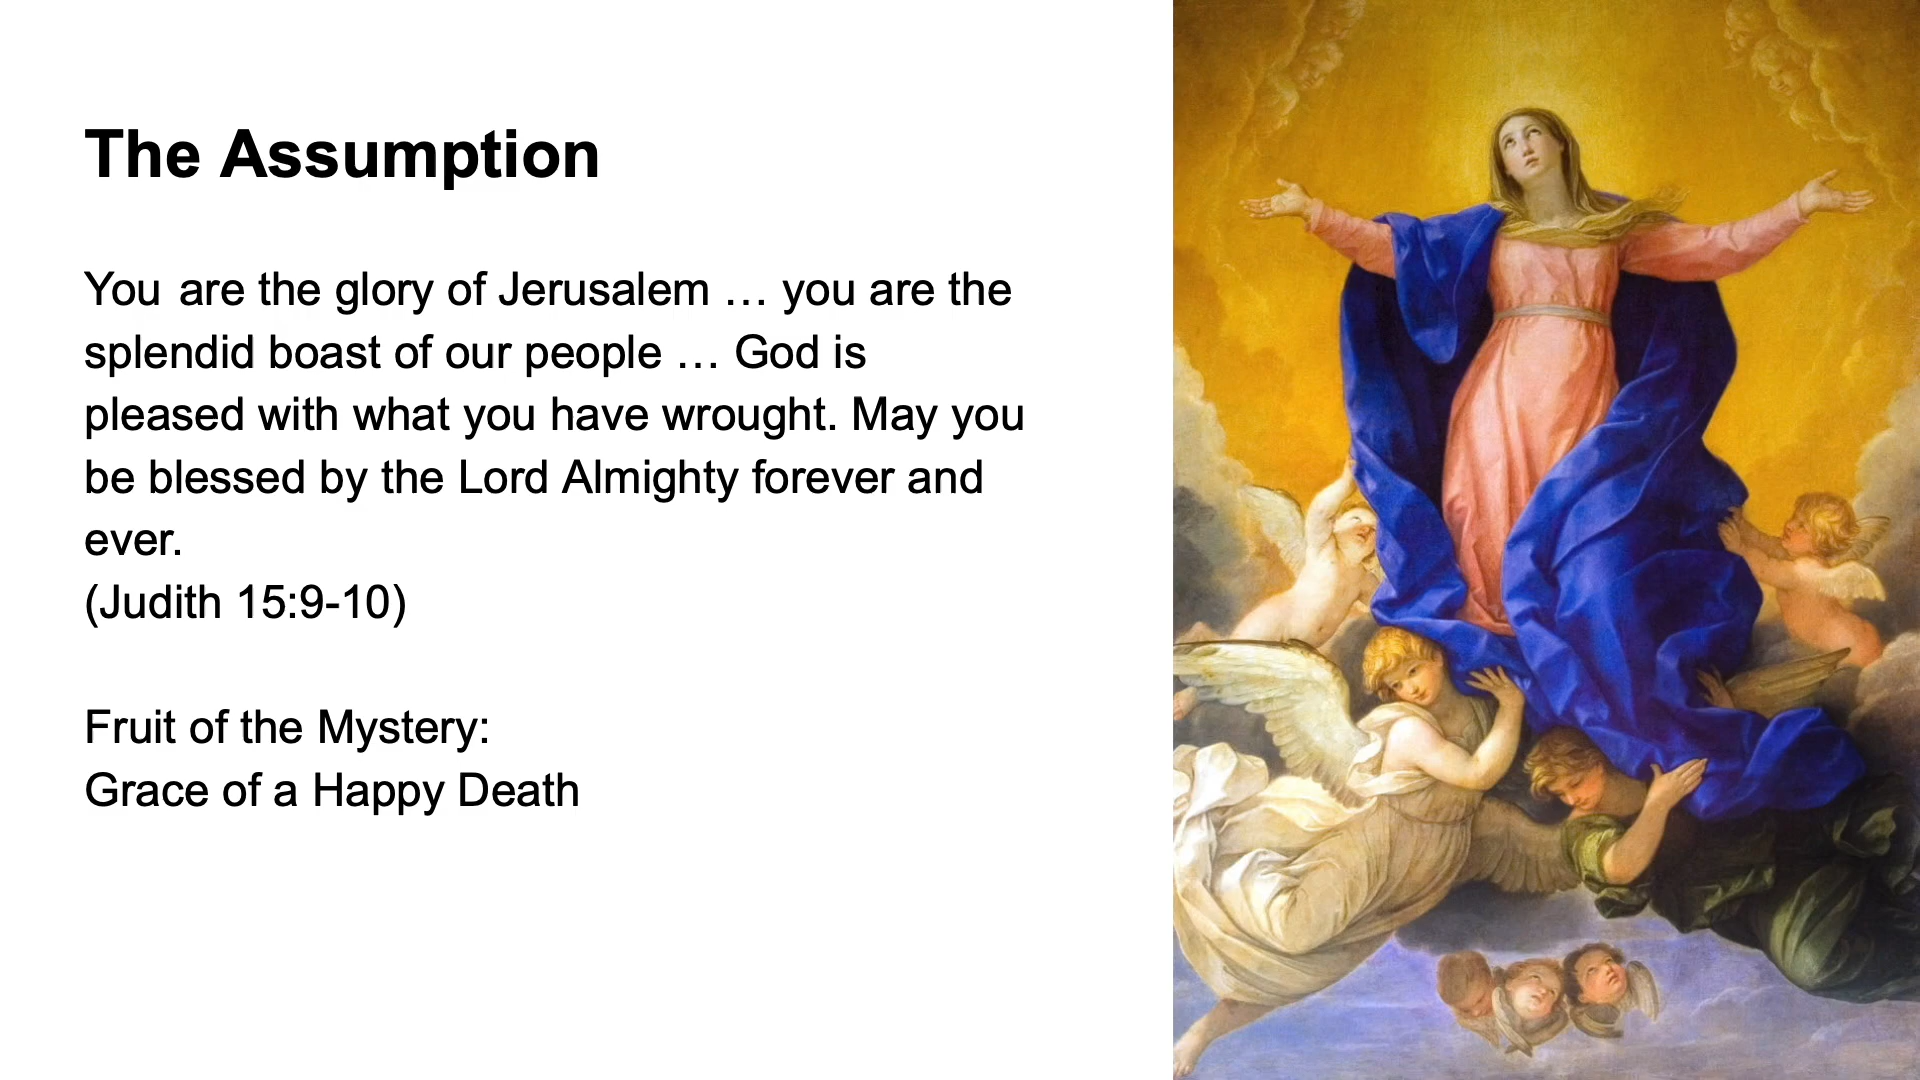 The Assumption
You are the glory of Jerusalem … you are the
splendid boast of our people … God is
pleased with what you have wrought. May you
be blessed by the Lord Almighty forever and
ever.
(Judith 15:9-10)
Fruit of the Mystery:
Grace of a Happy Death